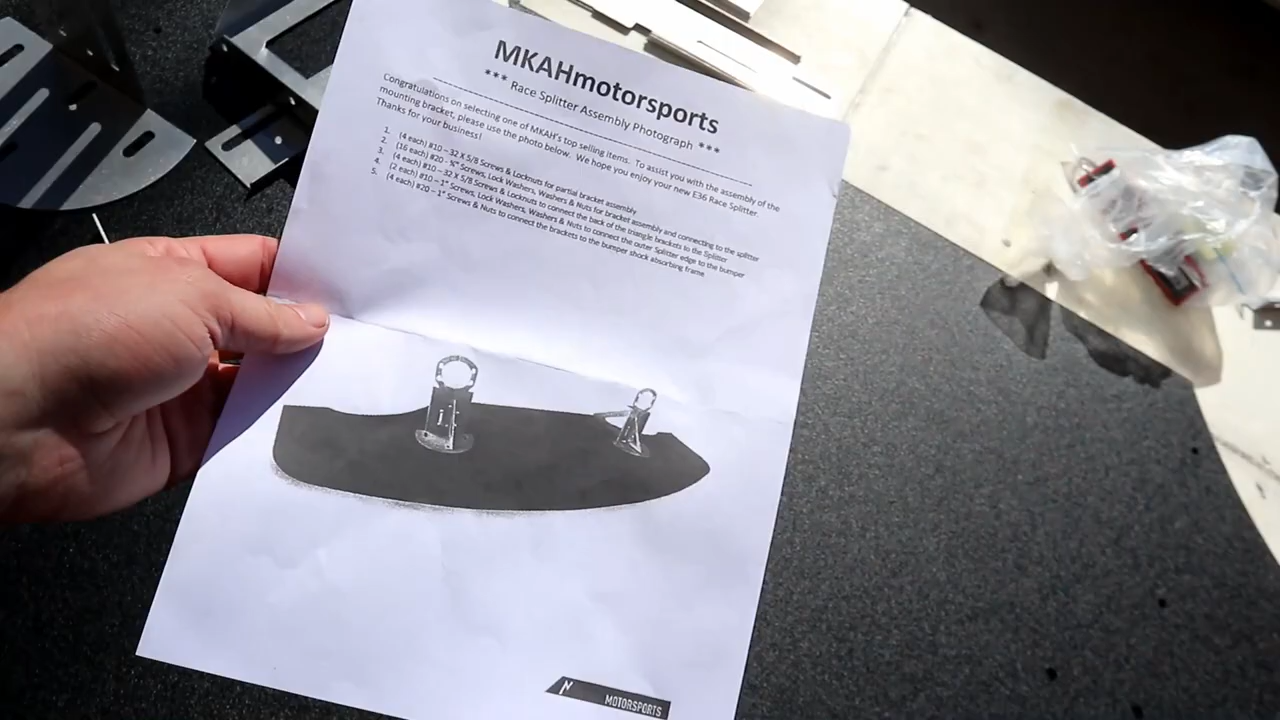 MKAHmotorsports
*** Race Splitter Assembly Photograph ***
Congratulations on selecting one of MKAH's top selling items. To assist you with the assembly of the
mounting bracket, please use the photo below. We hope you enjoy your new E36 Race Splitter.
Thanks for your business!
1. (4 each) #10 – 32 X 5/8 Screws & Locknuts for partial bracket assembly
2. (16 each) #20 - ¾" Screws, Lock Washers, Washers & Nuts for bracket assembly and connecting to the splitter
3. (4 each) #10 – 32 X 5/8 Screws & Locknuts to connect the back of the triangle brackets to the Splitter
4. (2 each) #10 – 1" Screws, Lock Washers, Washers & Nuts to connect the outer Splitter edge to the bumper
5. (4 each) #20 – 1" Screws & Nuts to connect the brackets to the bumper shock absorbing frame
MOTORSPORTS